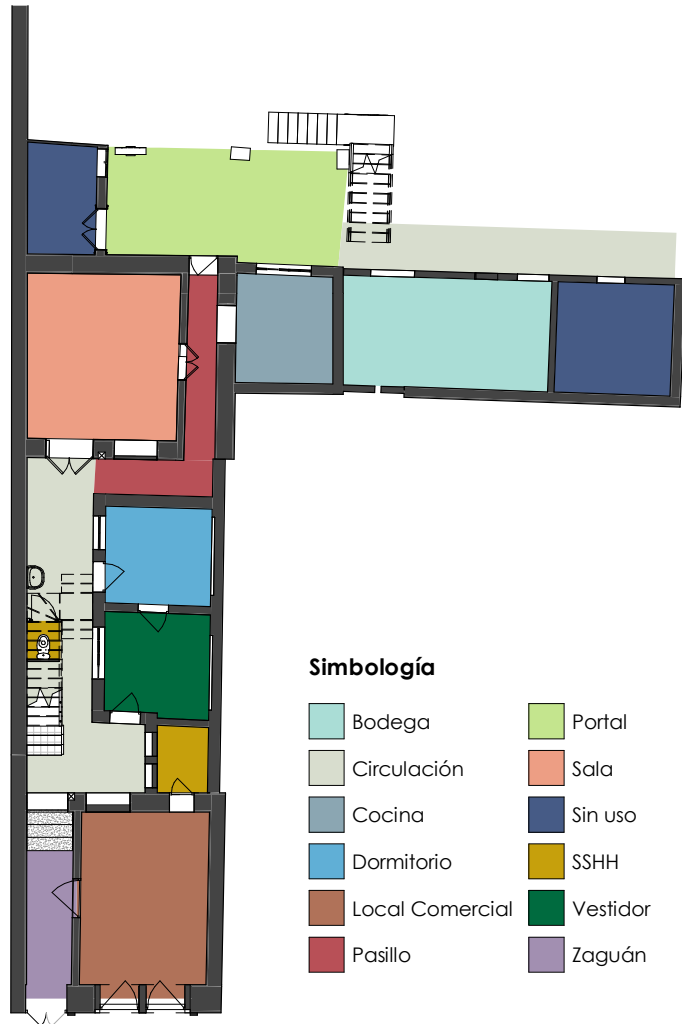 Simbología
Bodega
Circulación
Cocina
Dormitorio
Local Comercial
Pasillo
Portal
Sala
Sin uso
SSHH
Vestidor
Zaguán